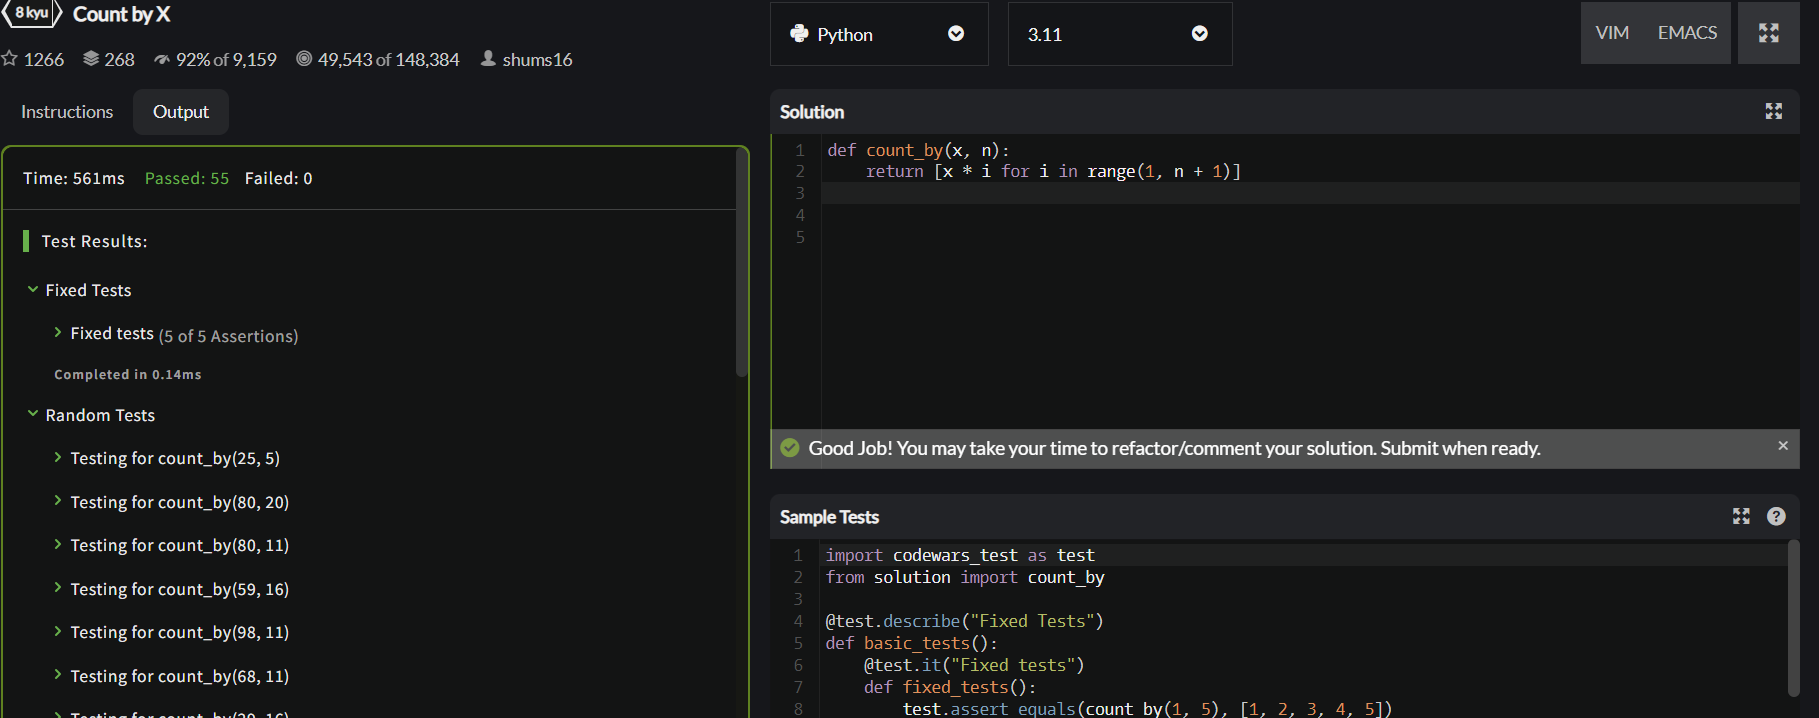 8 kyu Count by X
1266 268 92% of 9,159 49,543 of 148,384 shums16
Instructions Output
Time: 561ms Passed: 55 Failed: 0
Test Results:
Fixed Tests
Fixed tests (5 of 5 Assertions)
Completed in 0.14ms
Random Tests
Testing for count_by(25, 5)
Testing for count_by(80, 20)
Testing for count_by(80, 11)
Testing for count_by(59, 16)
Testing for count_by(98, 11)
Testing for count_by(68, 11)
Python 3.11 VIM EMACS
Solution
1 def count_by(x, n):
2     return [x * i for i in range(1, n + 1)]
3
4
5
Good Job! You may take your time to refactor/comment your solution. Submit when ready. ×
Sample Tests ?
1 import codewars_test as test
2 from solution import count_by
3
4 @test.describe("Fixed Tests")
5 def basic_tests():
6     @test.it("Fixed tests")
7     def fixed_tests():
8         test.assert_equals(count_by(1, 5), [1, 2, 3, 4, 5])